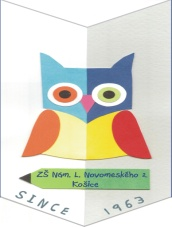 ZŠ Nám. L. Novomeského 2
Košice
SINCE 1963